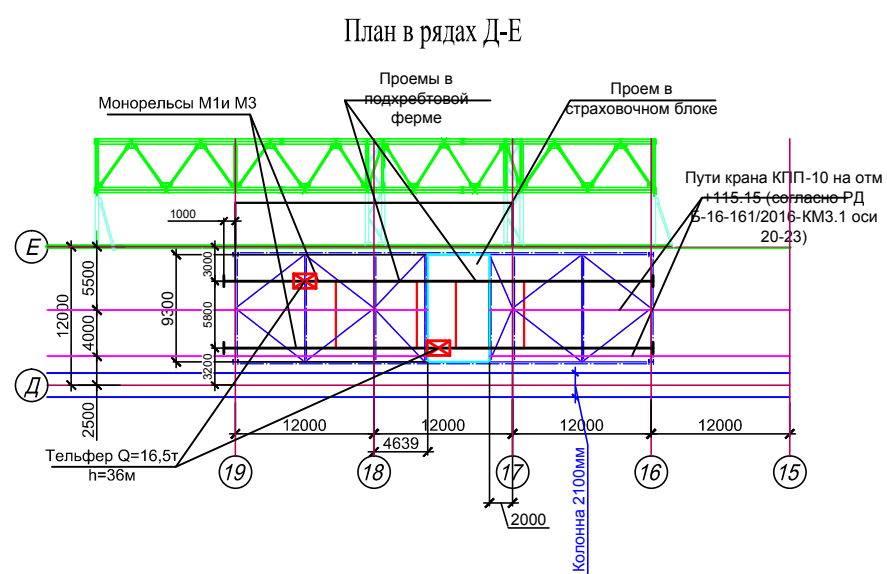 План в рядах Д-Е
Проемы в
подхребтовой
ферме
Проем в
страховочном блоке
Монорельсы М1и М3
Пути крана КПП-10 на отм
+115.15 (согласно РД
Б-16-161/2016-КМ3.1 оси
20-23)
1000
Е
3000
5500
12000
9300
5800
4000
3200
Д
2500
12000
12000
12000
12000
4639
Тельфер Q=16,5т
h=36м
19
18
17
16
15
2000
Колонна 2100мм